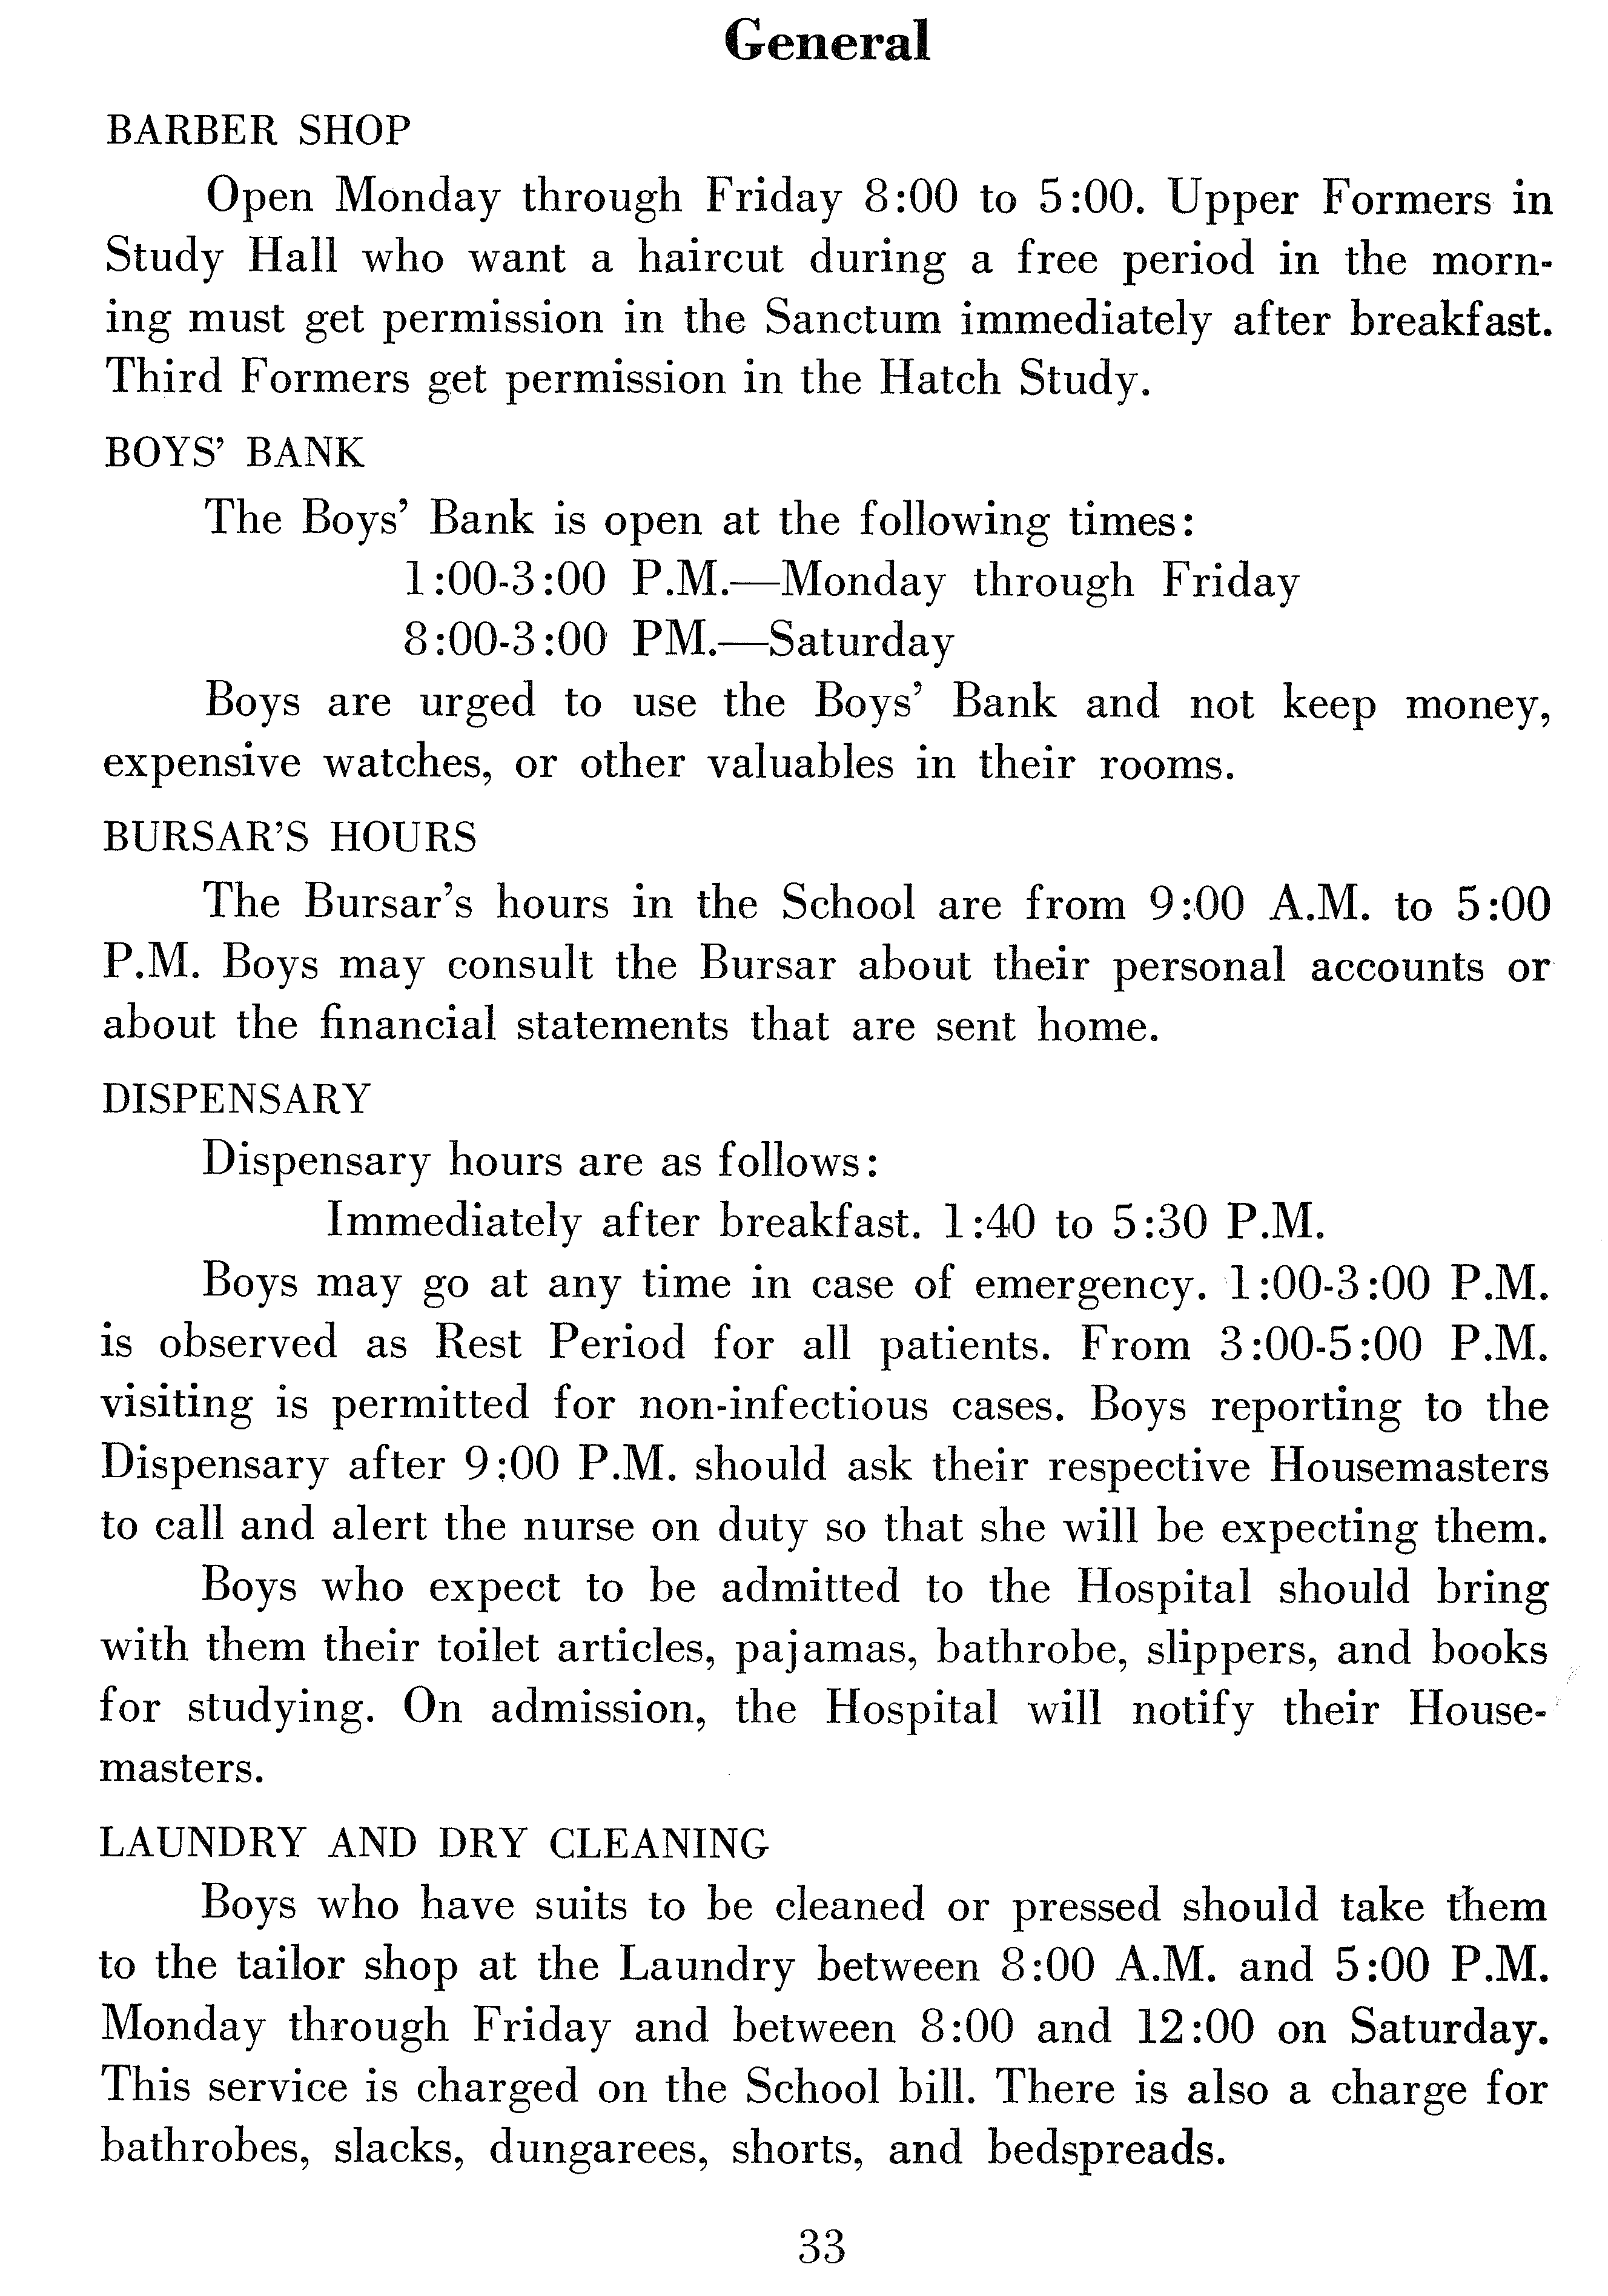 General
BARBER SHOP
Open Monday through Friday 8:00 to 5:00. Upper Formers in
Study Hall who want a haircut during a free period in the morn-
ing must get permission in the Sanctum immediately after breakfast.
Third Formers get permission in the Hatch Study.
BOYS' BANK
The Boys' Bank is open at the following times:
1:00-3:00 P.M.—Monday through Friday
8:00-3:00 PM.—Saturday
Boys are urged to use the Boys' Bank and not keep money,
expensive watches, or other valuables in their rooms.
BURSAR'S HOURS
The Bursar's hours in the School are from 9:00 A.M. to 5:00
P.M. Boys may consult the Bursar about their personal accounts or
about the financial statements that are sent home.
DISPENSARY
Dispensary hours are as follows:
Immediately after breakfast. 1:40 to 5:30 P.M.
Boys may go at any time in case of emergency. 1:00-3:00 P.M.
is observed as Rest Period for all patients. From 3:00-5:00 P.M.
visiting is permitted for non-infectious cases. Boys reporting to the
Dispensary after 9:00 P.M. should ask their respective Housemasters
to call and alert the nurse on duty so that she will be expecting them.
Boys who expect to be admitted to the Hospital should bring
with them their toilet articles, pajamas, bathrobe, slippers, and books
for studying. On admission, the Hospital will notify their House-
masters.
LAUNDRY AND DRY CLEANING
Boys who have suits to be cleaned or pressed should take them
to the tailor shop at the Laundry between 8:00 A.M. and 5:00 P.M.
Monday through Friday and between 8:00 and 12:00 on Saturday.
This service is charged on the School bill. There is also a charge for
bathrobes, slacks, dungarees, shorts, and bedspreads.
33